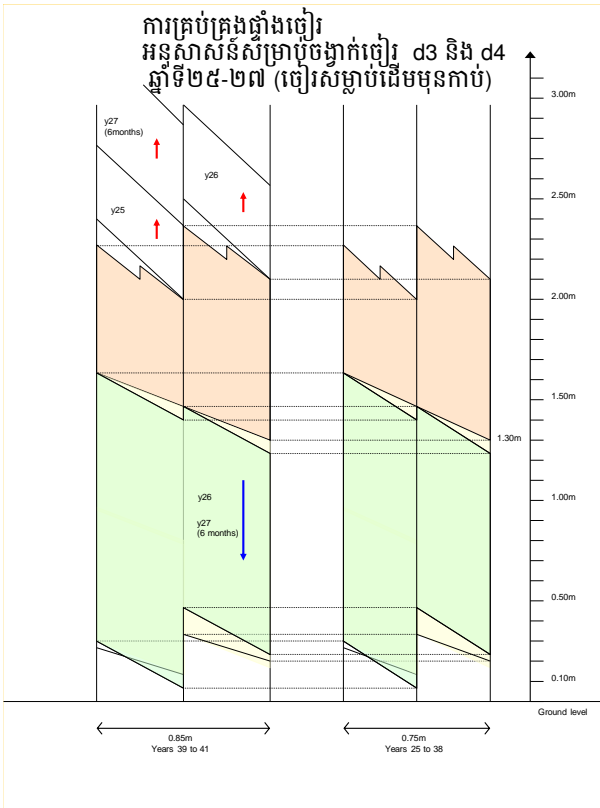 ការគ្រប់គ្រងផ្ទាំងចៀរ
អនុសាសន៍សម្រាប់ចង្វាក់ចៀរ d3 និង d4
ឆ្នាំទី២៥-២៧ (ចៀរសម្លាប់ដើមមុនកាប់)
3.00m
y27
(6months)
y26
2.50m
y25
2.00m
1.50m
1.30m
1.00m
y26
y27
(6 months)
0.50m
0.10m
Ground level
0.85m
Years 39 to 41
0.75m
Years 25 to 38